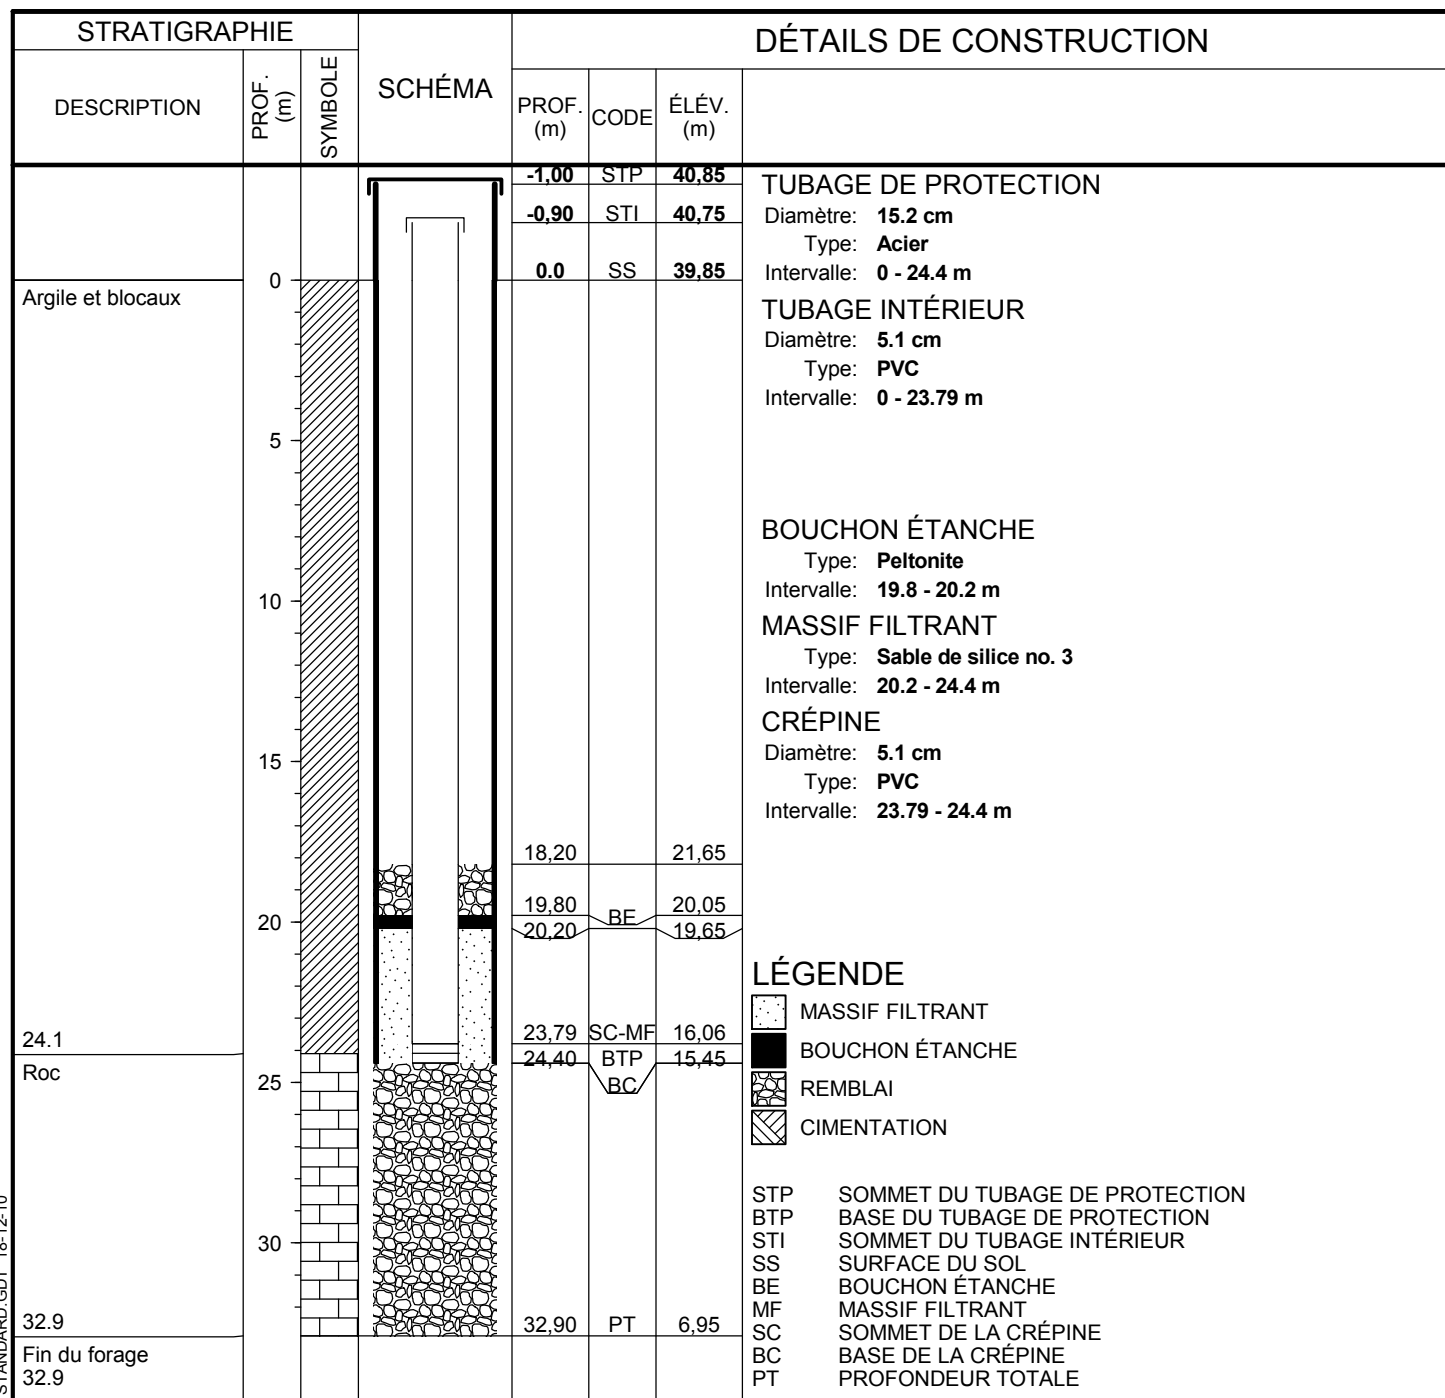 STRATIGRAPHIE
DESCRIPTION
PROF. (m)
SYMBOLE
SCHÉMA
DÉTAILS DE CONSTRUCTION
PROF. (m)
CODE
ÉLÉV. (m)
-1,00 STP 40,85
-0,90 STI 40,75
0.0 SS 39,85
TUBAGE DE PROTECTION
Diamètre: 15.2 cm
Type: Acier
Intervalle: 0 - 24.4 m
TUBAGE INTÉRIEUR
Diamètre: 5.1 cm
Type: PVC
Intervalle: 0 - 23.79 m
BOUCHON ÉTANCHE
Type: Peltonite
Intervalle: 19.8 - 20.2 m
MASSIF FILTRANT
Type: Sable de silice no. 3
Intervalle: 20.2 - 24.4 m
CRÉPINE
Diamètre: 5.1 cm
Type: PVC
Intervalle: 23.79 - 24.4 m
Argile et blocaux
0
5
10
15
20
25
30
18,20 21,65
19,80 BE 20,05
20,20 19,65
23,79 SC-MF 16,06
24,40 BTP 15,45
BC
24.1
Roc
32.9
32,90 PT 6,95
Fin du forage
32.9
LÉGENDE
MASSIF FILTRANT
BOUCHON ÉTANCHE
REMBLAI
CIMENTATION
STP SOMMET DU TUBAGE DE PROTECTION
BTP BASE DU TUBAGE DE PROTECTION
STI SOMMET DU TUBAGE INTÉRIEUR
SS SURFACE DU SOL
BE BOUCHON ÉTANCHE
MF MASSIF FILTRANT
SC SOMMET DE LA CRÉPINE
BC BASE DE LA CRÉPINE
PT PROFONDEUR TOTALE
STANDARD.GDT 18-12-10